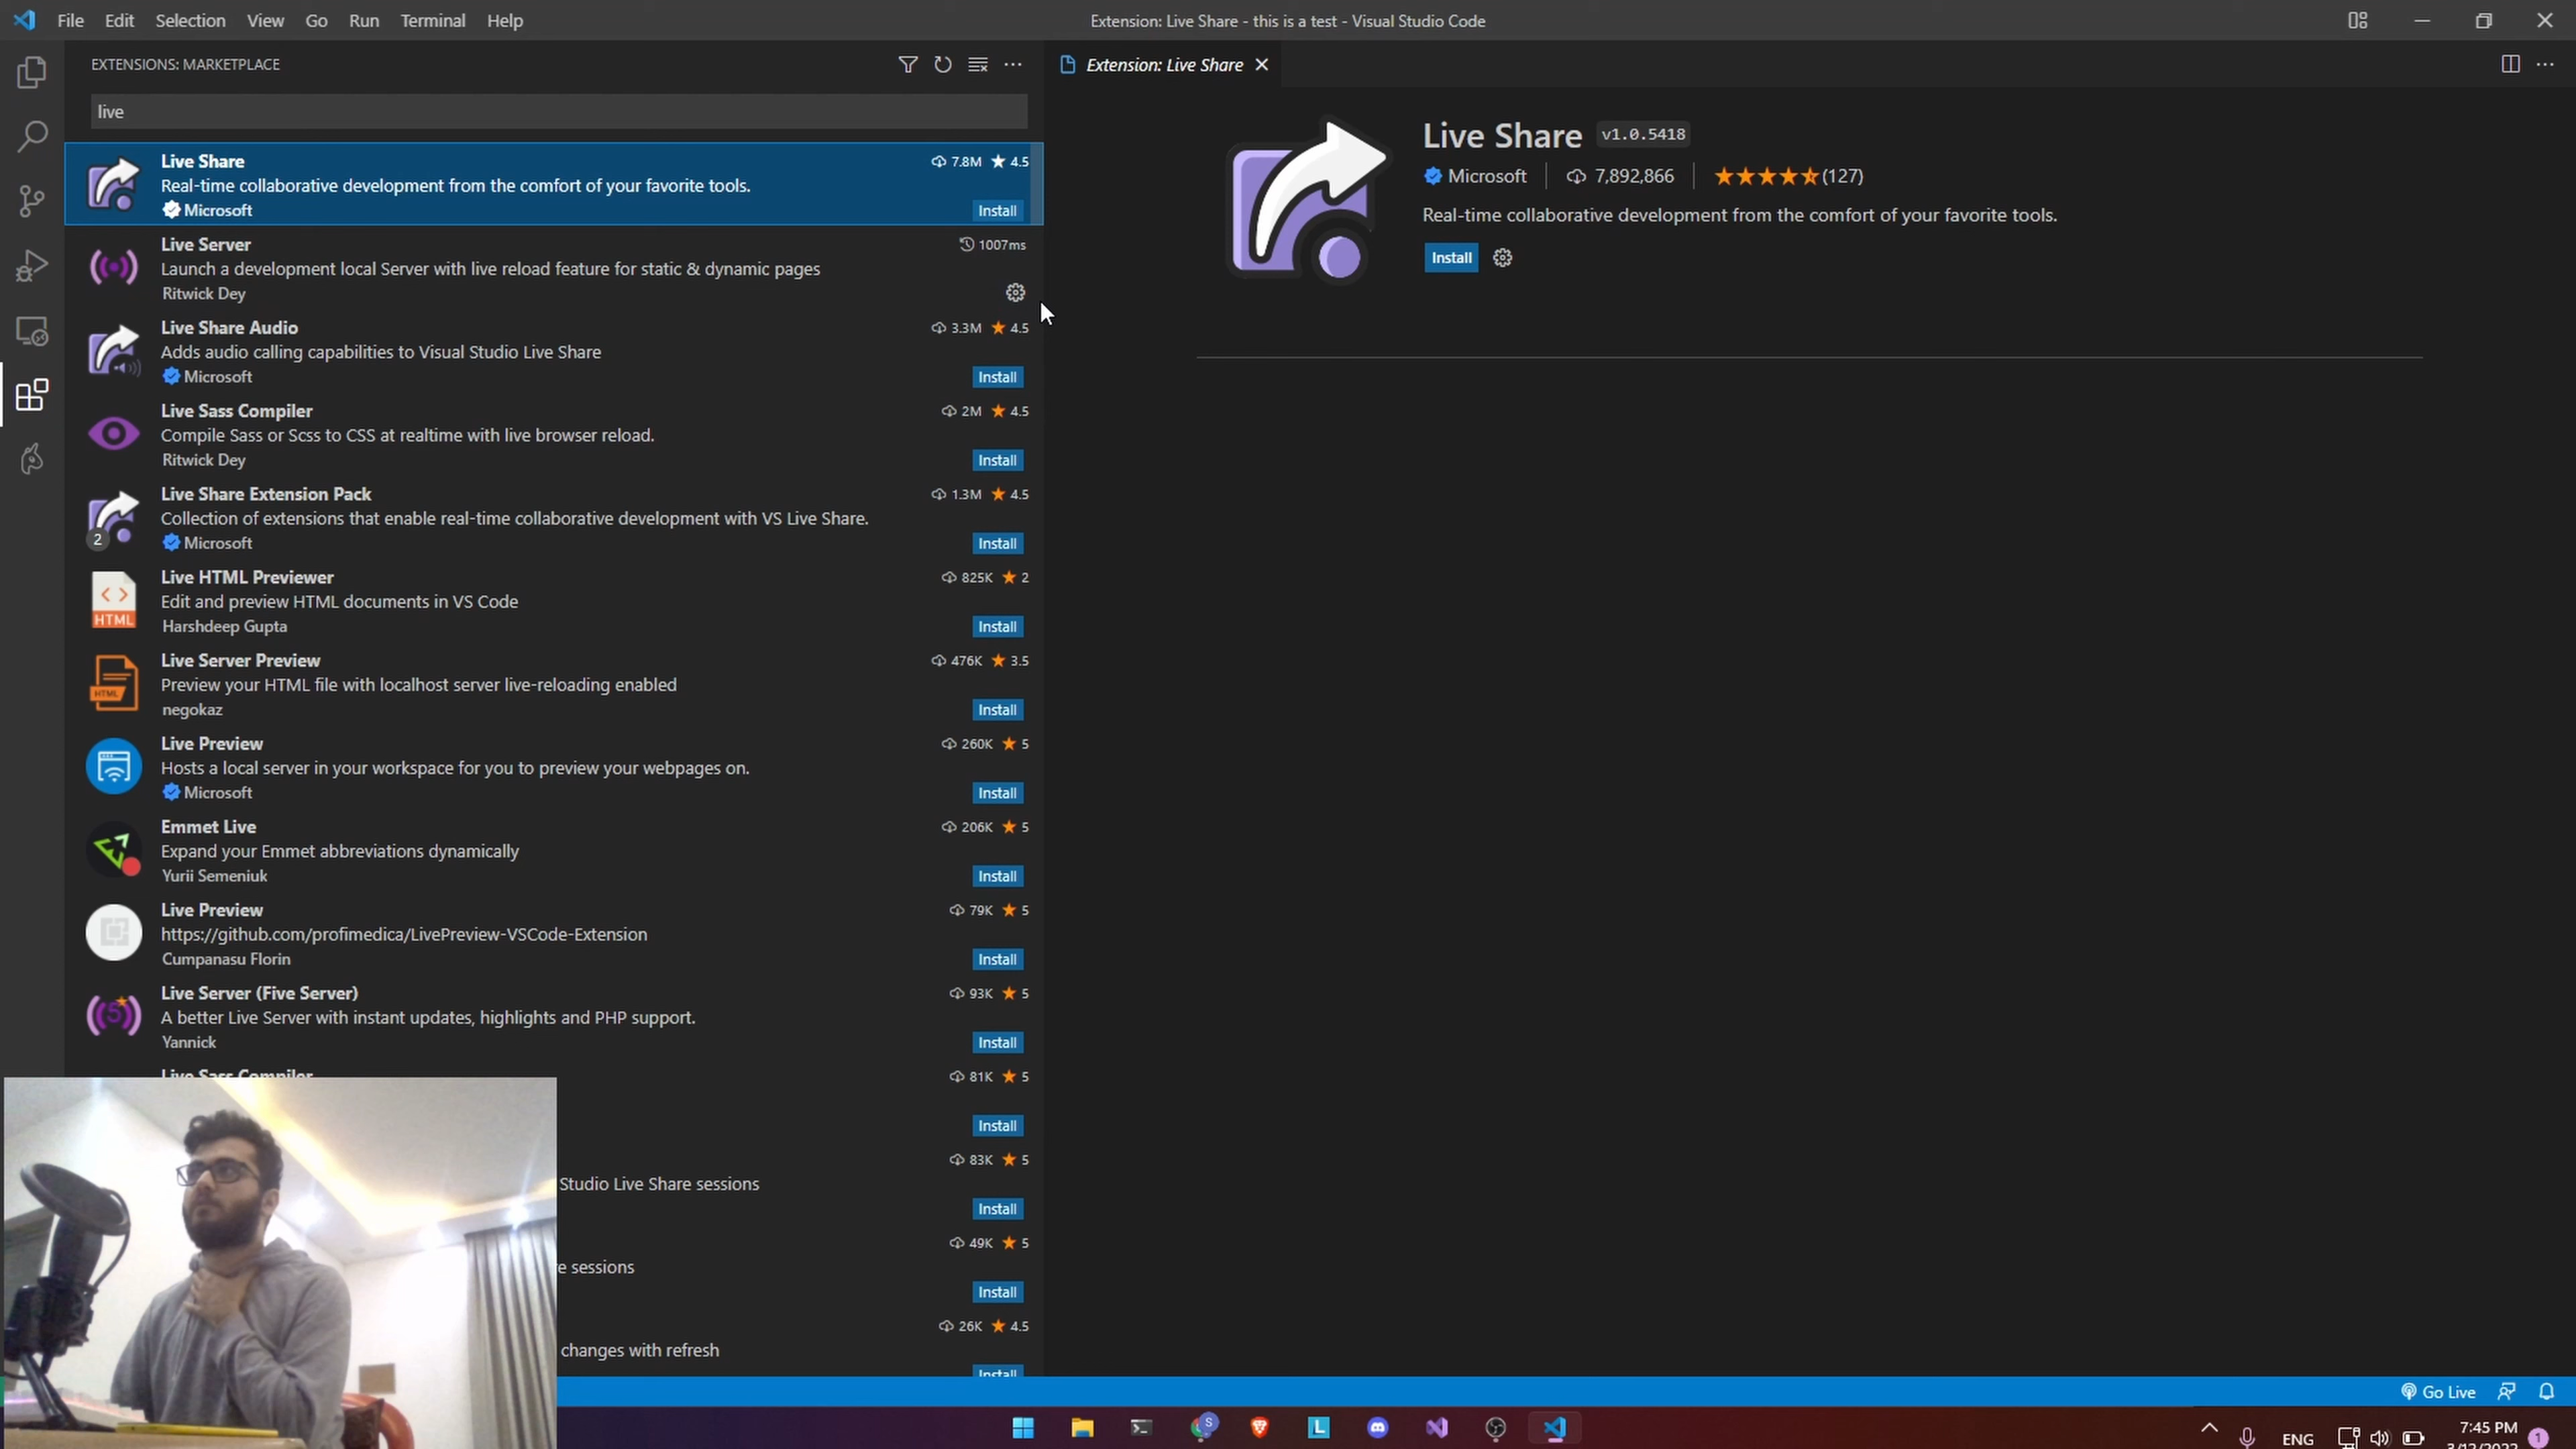 File Edit Selection View Go Run Terminal Help
Extension: Live Share - this is a test - Visual Studio Code
EXTENSIONS: MARKETPLACE
live
Live Share 7.8M 4.5
Real-time collaborative development from the comfort of your favorite tools.
Microsoft Install
Live Server 1007ms
Launch a development local Server with live reload feature for static & dynamic pages
Ritwick Dey
Live Share Audio 3.3M 4.5
Adds audio calling capabilities to Visual Studio Live Share
Microsoft Install
Live Sass Compiler 2M 4.5
Compile Sass or Scss to CSS at realtime with live browser reload.
Ritwick Dey Install
Live Share Extension Pack 1.3M 4.5
Collection of extensions that enable real-time collaborative development with VS Live Share.
2
Microsoft Install
Live HTML Previewer 825K 2
Edit and preview HTML documents in VS Code
HTML
Harshdeep Gupta Install
Live Server Preview 476K 3.5
Preview your HTML file with localhost server live-reloading enabled
HTML
negokaz Install
Live Preview 260K 5
Hosts a local server in your workspace for you to preview your webpages on.
Microsoft Install
Emmet Live 206K 5
Expand your Emmet abbreviations dynamically
Yurii Semeniuk Install
Live Preview 79K 5
https://github.com/profimedica/LivePreview-VSCode-Extension
Cumpanasu Florin Install
Live Server (Five Server) 93K 5
A better Live Server with instant updates, highlights and PHP support.
5
Yannick Install
Live Sass Compiler 81K 5
Install
83K 5
Studio Live Share sessions
Install
49K 5
e sessions
Install
26K 4.5
changes with refresh
Install
Extension: Live Share
Live Share v1.0.5418
Microsoft 7,892,866 (127)
Real-time collaborative development from the comfort of your favorite tools.
Install
Go Live
S
L
ENG
7:45 PM
1